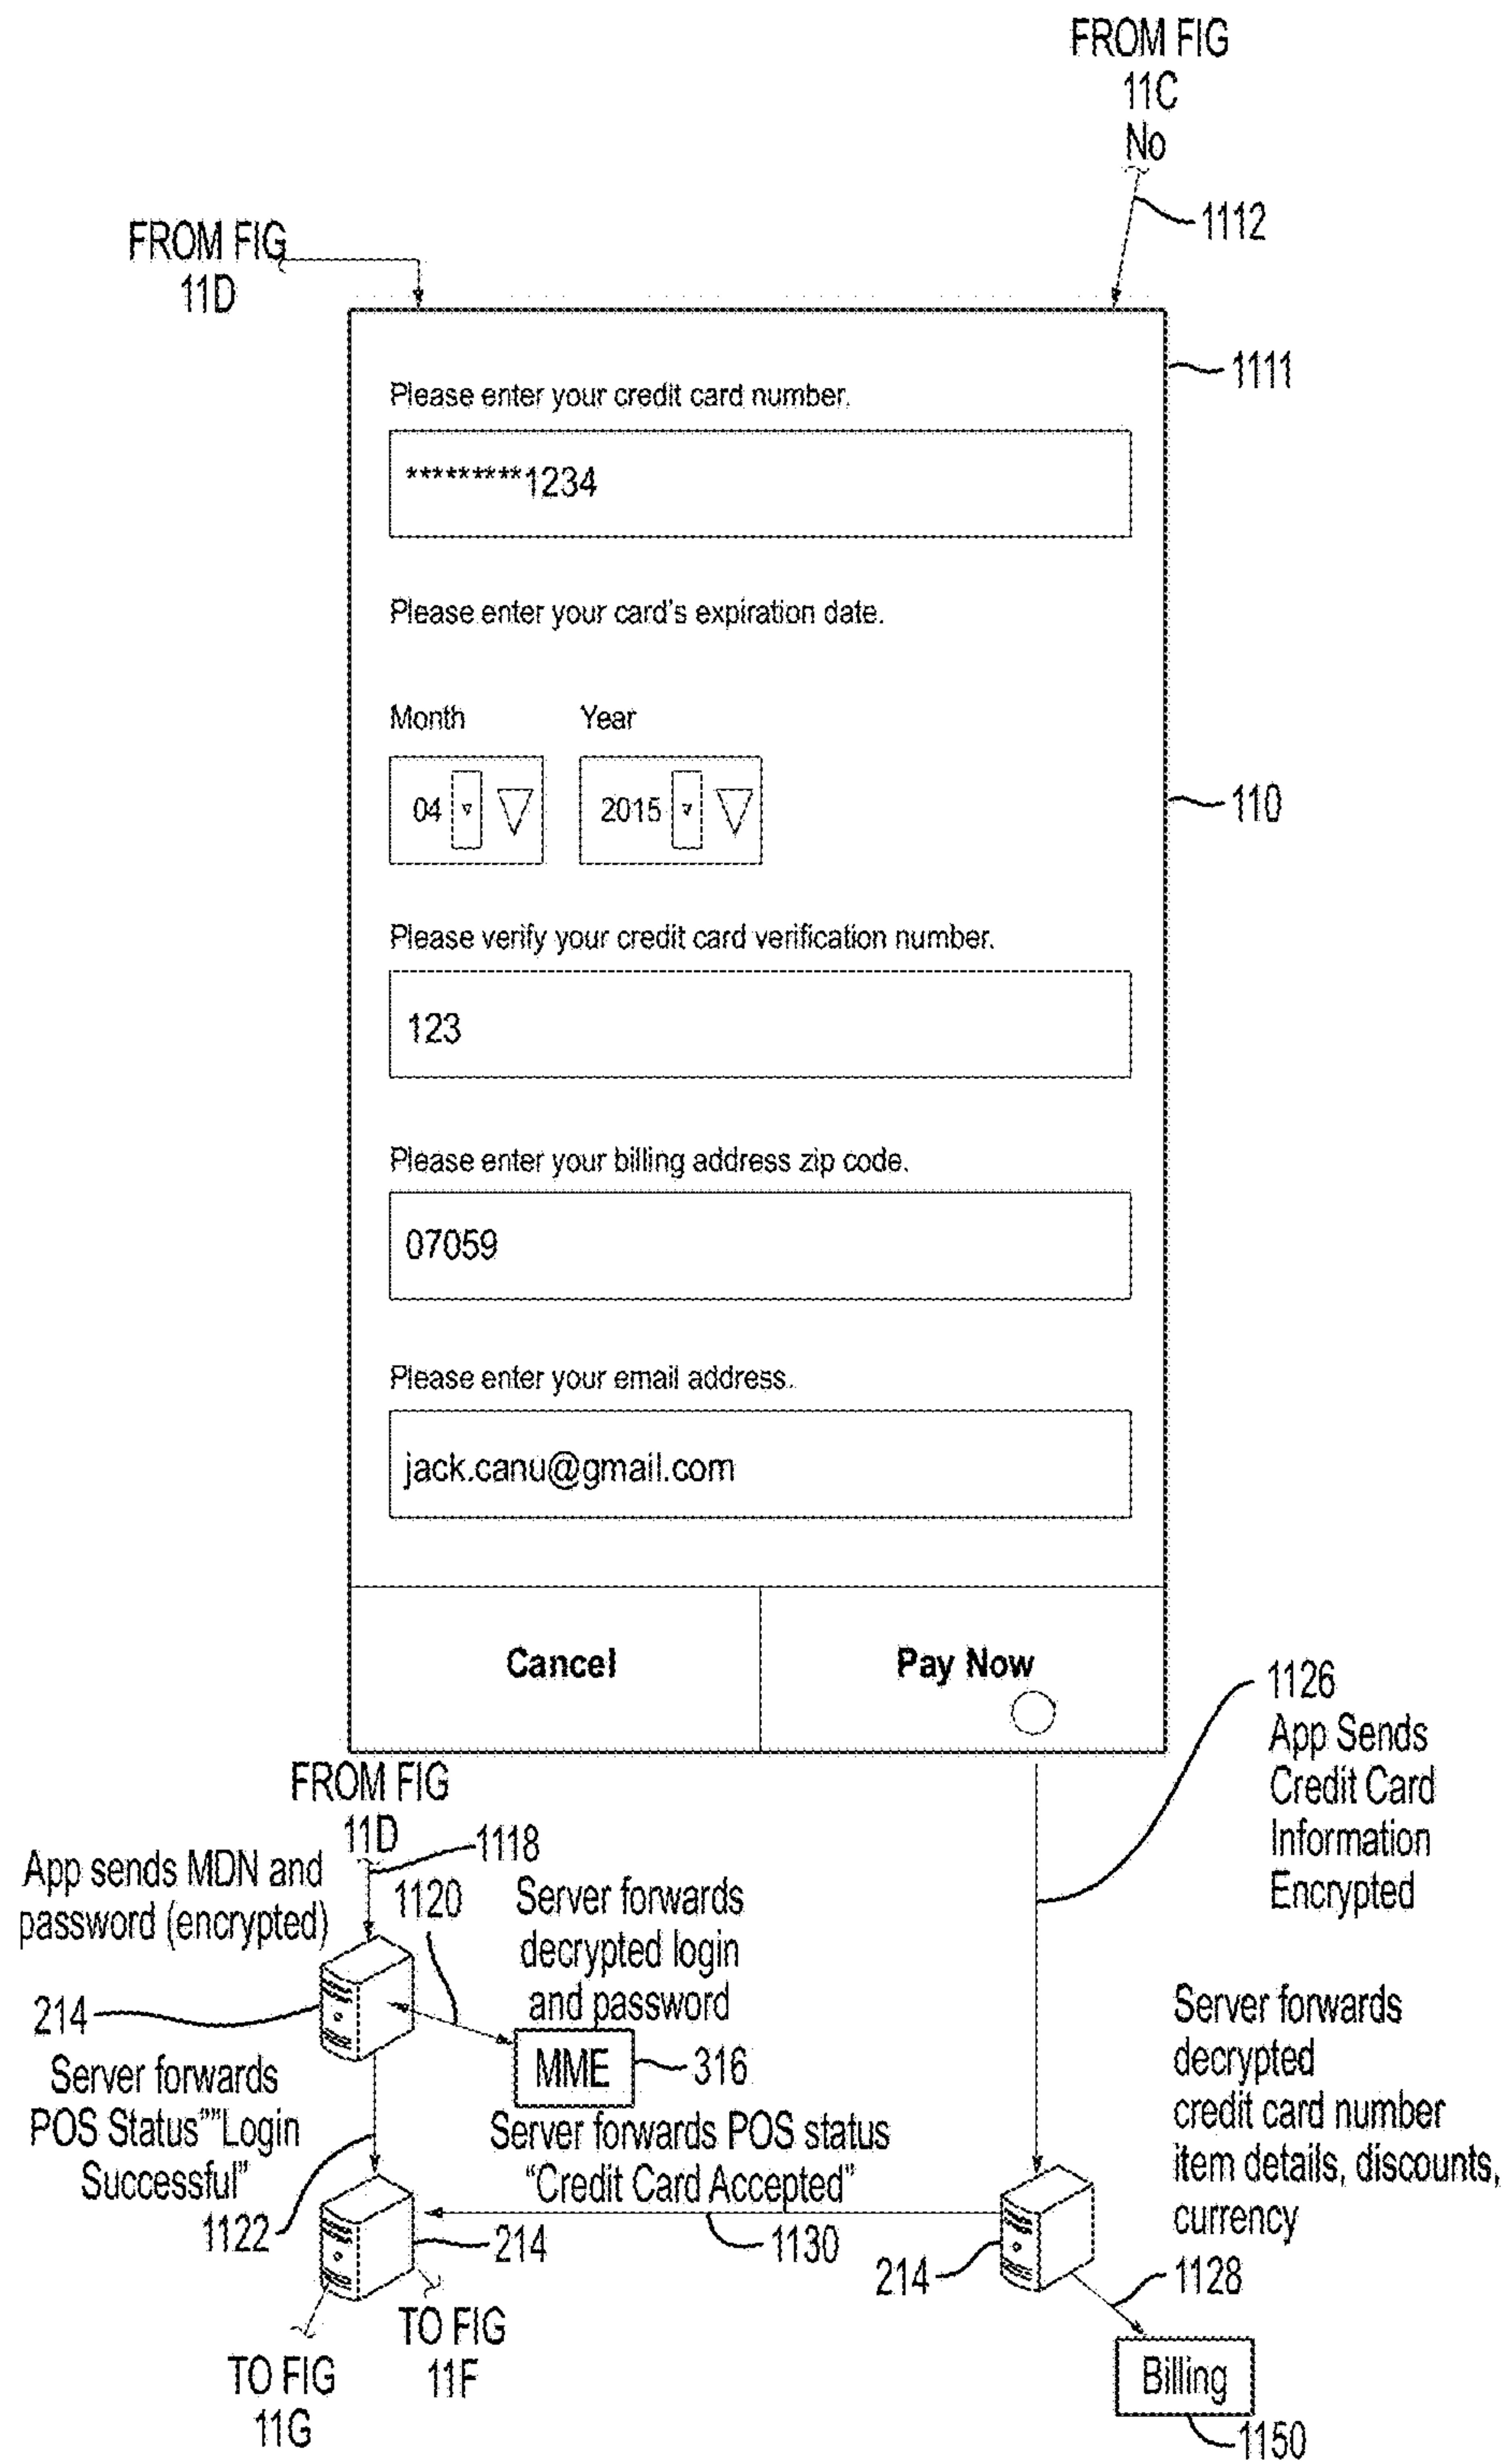 FROM FIG
11C
No
1112
FROM FIG
11D
1111
Please enter your credit card number.
*********1234
Please enter your card's expiration date.
Month Year
04 2015
110
Please verify your credit card verification number.
123
Please enter your billing address zip code.
07059
Please enter your email address.
jack.canu@gmail.com
Cancel Pay Now
1126
App Sends
Credit Card
Information
Encrypted
FROM FIG
11D
1118
App sends MDN and
password (encrypted)
1120
Server forwards
decrypted login
and password
214
MME
316
Server forwards
POS Status""Login
Successful"
1122
Server forwards POS status
"Credit Card Accepted"
1130
214
214
Server forwards
decrypted
credit card number
item details, discounts,
currency
1128
TO FIG
11F
TO FIG
11G
Billing
1150